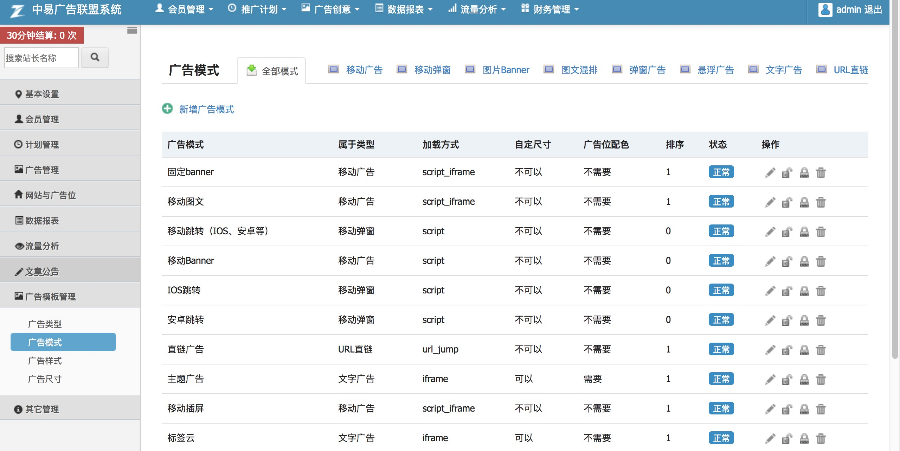 中易广告联盟系统 会员管理 推广计划 广告创意 数据报表 流量分析 财务管理 admin 退出
30分钟结算: 0 次
搜索站长名称
基本设置
会员管理
计划管理
广告管理
网站与广告位
数据报表
流量分析
文章公告
广告模板管理
广告类型
广告模式
广告样式
广告尺寸
其它管理
广告模式 全部模式 移动广告 移动弹窗 图片Banner 图文混排 弹窗广告 悬浮广告 文字广告 URL直链
新增广告模式
广告模式 属于类型 加载方式 自定尺寸 广告位配色 排序 状态 操作
固定banner 移动广告 script_iframe 不可以 不需要 1 正常
移动图文 移动广告 script_iframe 不可以 不需要 1 正常
移动跳转（IOS、安卓等） 移动弹窗 script 不可以 不需要 0 正常
移动Banner 移动广告 script 不可以 不需要 0 正常
IOS跳转 移动弹窗 script 不可以 不需要 0 正常
安卓跳转 移动弹窗 script 不可以 不需要 0 正常
直链广告 URL直链 url_jump 不可以 不需要 1 正常
主题广告 文字广告 iframe 可以 需要 1 正常
移动插屏 移动广告 script_iframe 不可以 不需要 1 正常
标签云 文字广告 iframe 可以 不需要 1 正常